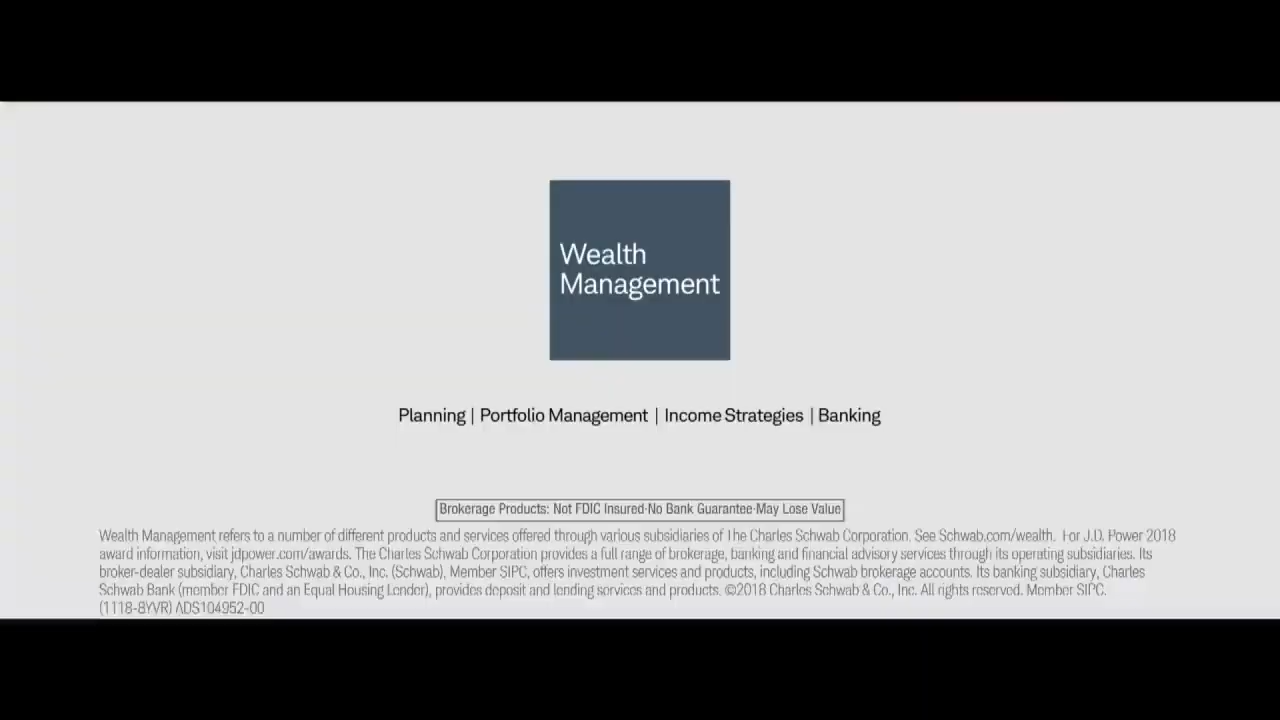 Wealth
Management
Planning | Portfolio Management | Income Strategies | Banking
Brokerage Products: Not FDIC Insured·No Bank Guarantee·May Lose Value
Wealth Management refers to a number of different products and services offered through various subsidiaries of The Charles Schwab Corporation. See Schwab.com/wealth. For J.D. Power 2018
award information, visit jdpower.com/awards. The Charles Schwab Corporation provides a full range of brokerage, banking and financial advisory services through its operating subsidiaries. Its
broker-dealer subsidiary, Charles Schwab & Co., Inc. (Schwab), Member SIPC, offers investment services and products, including Schwab brokerage accounts. Its banking subsidiary, Charles
Schwab Bank (member FDIC and an Equal Housing Lender), provides deposit and lending services and products. ©2018 Charles Schwab & Co., Inc. All rights reserved. Member SIPC.
(1118-8YVR) ADS104952-00